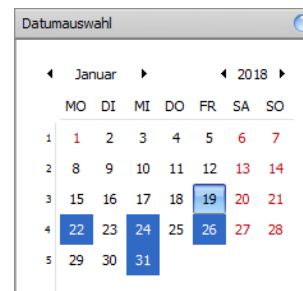 Datumauswahl
Januar 2018
MO DI MI DO FR SA SO
1 1 2 3 4 5 6 7
2 8 9 10 11 12 13 14
3 15 16 17 18 19 20 21
4 22 23 24 25 26 27 28
5 29 30 31